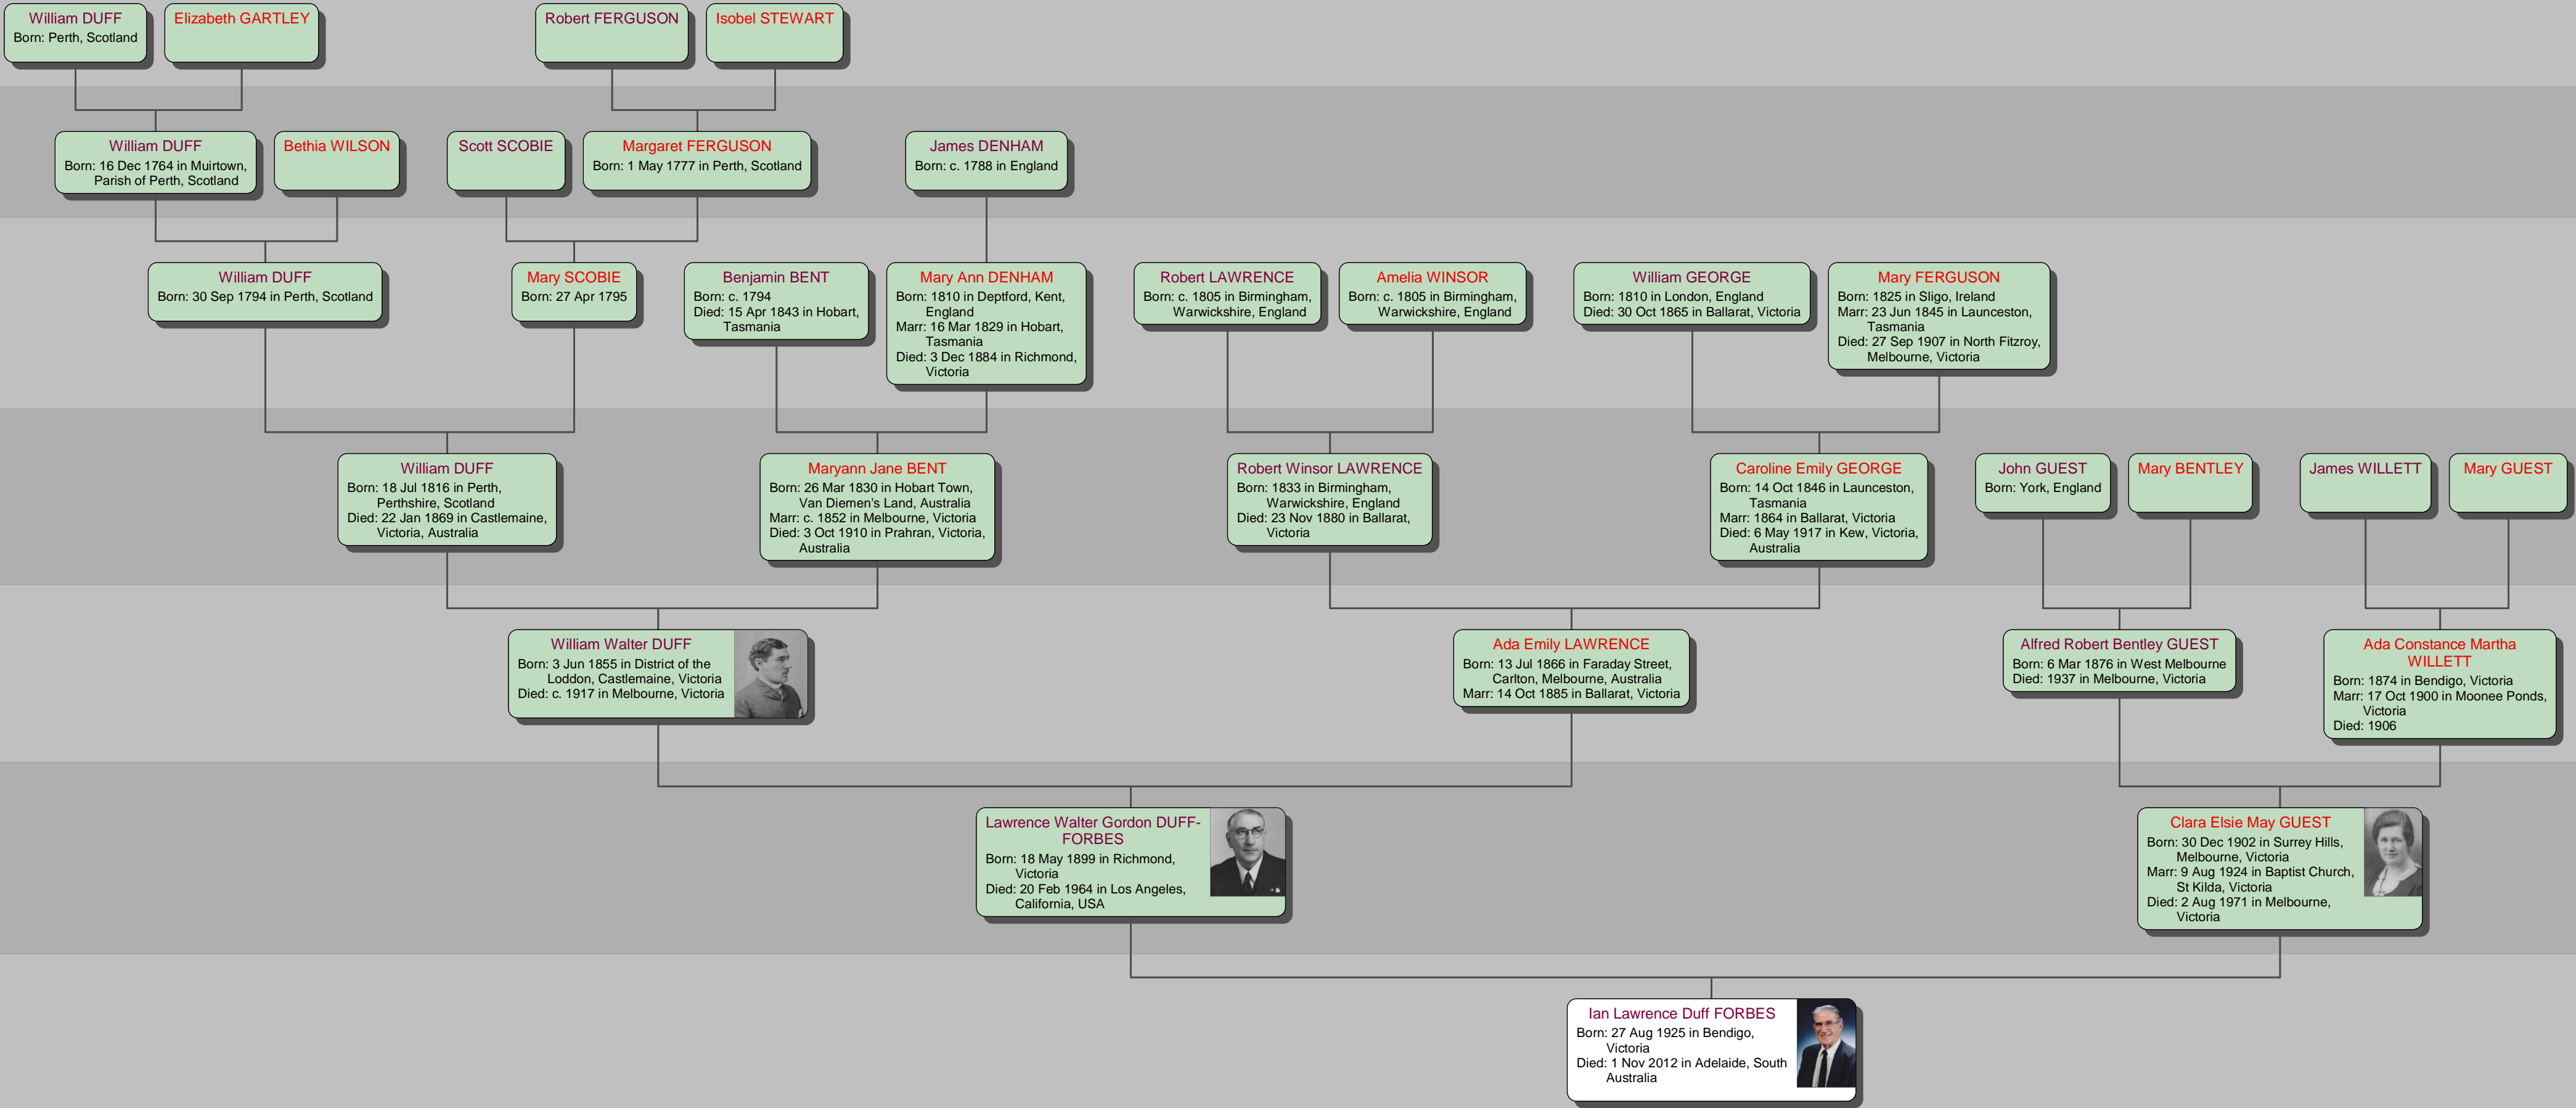 William DUFF
Born: Perth, Scotland
Elizabeth GARTLEY
Robert FERGUSON
Isobel STEWART
William DUFF
Born: 16 Dec 1764 in Muirtown,
Parish of Perth, Scotland
Bethia WILSON
Scott SCOBIE
Margaret FERGUSON
Born: 1 May 1777 in Perth, Scotland
James DENHAM
Born: c. 1788 in England
William DUFF
Born: 30 Sep 1794 in Perth, Scotland
Mary SCOBIE
Born: 27 Apr 1795
Benjamin BENT
Born: c. 1794
Died: 15 Apr 1843 in Hobart,
Tasmania
Mary Ann DENHAM
Born: 1810 in Deptford, Kent,
England
Marr: 16 Mar 1829 in Hobart,
Tasmania
Died: 3 Dec 1884 in Richmond,
Victoria
Robert LAWRENCE
Born: c. 1805 in Birmingham,
Warwickshire, England
Amelia WINSOR
Born: c. 1805 in Birmingham,
Warwickshire, England
William GEORGE
Born: 1810 in London, England
Died: 30 Oct 1865 in Ballarat, Victoria
Mary FERGUSON
Born: 1825 in Sligo, Ireland
Marr: 23 Jun 1845 in Launceston,
Tasmania
Died: 27 Sep 1907 in North Fitzroy,
Melbourne, Victoria
William DUFF
Born: 18 Jul 1816 in Perth,
Perthshire, Scotland
Died: 22 Jan 1869 in Castlemaine,
Victoria, Australia
Maryann Jane BENT
Born: 26 Mar 1830 in Hobart Town,
Van Diemen's Land, Australia
Marr: c. 1852 in Melbourne, Victoria
Died: 3 Oct 1910 in Prahran, Victoria,
Australia
Robert Winsor LAWRENCE
Born: 1833 in Birmingham,
Warwickshire, England
Died: 23 Nov 1880 in Ballarat,
Victoria
Caroline Emily GEORGE
Born: 14 Oct 1846 in Launceston,
Tasmania
Marr: 1864 in Ballarat, Victoria
Died: 6 May 1917 in Kew, Victoria,
Australia
John GUEST
Born: York, England
Mary BENTLEY
James WILLETT
Mary GUEST
William Walter DUFF
Born: 3 Jun 1855 in District of the
Loddon, Castlemaine, Victoria
Died: c. 1917 in Melbourne, Victoria
Ada Emily LAWRENCE
Born: 13 Jul 1866 in Faraday Street,
Carlton, Melbourne, Australia
Marr: 14 Oct 1885 in Ballarat, Victoria
Alfred Robert Bentley GUEST
Born: 6 Mar 1876 in West Melbourne
Died: 1937 in Melbourne, Victoria
Ada Constance Martha
WILLETT
Born: 1874 in Bendigo, Victoria
Marr: 17 Oct 1900 in Moonee Ponds,
Victoria
Died: 1906
Lawrence Walter Gordon DUFF-
FORBES
Born: 18 May 1899 in Richmond,
Victoria
Died: 20 Feb 1964 in Los Angeles,
California, USA
Clara Elsie May GUEST
Born: 30 Dec 1902 in Surrey Hills,
Melbourne, Victoria
Marr: 9 Aug 1924 in Baptist Church,
St Kilda, Victoria
Died: 2 Aug 1971 in Melbourne,
Victoria
Ian Lawrence Duff FORBES
Born: 27 Aug 1925 in Bendigo,
Victoria
Died: 1 Nov 2012 in Adelaide, South
Australia